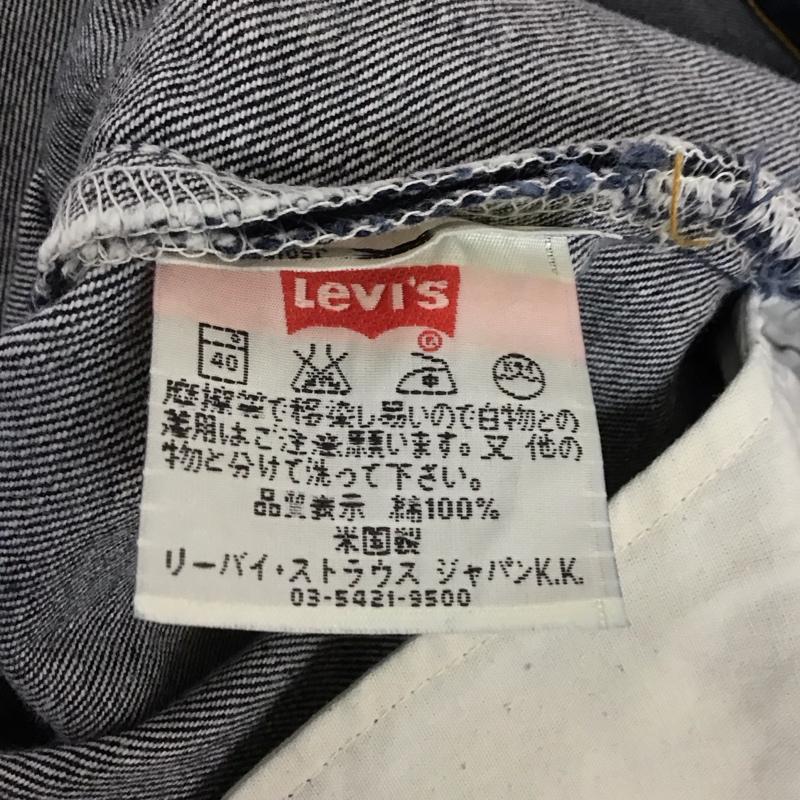 Levi's
®
40
摩擦等で移染し易いので白物との
着用はご注意願います。又 他の
物と分けて洗って下さい。
品質表示 綿100%
米国製
リーバイ・ストラウス ジャパンK.K.
03-5421-9500